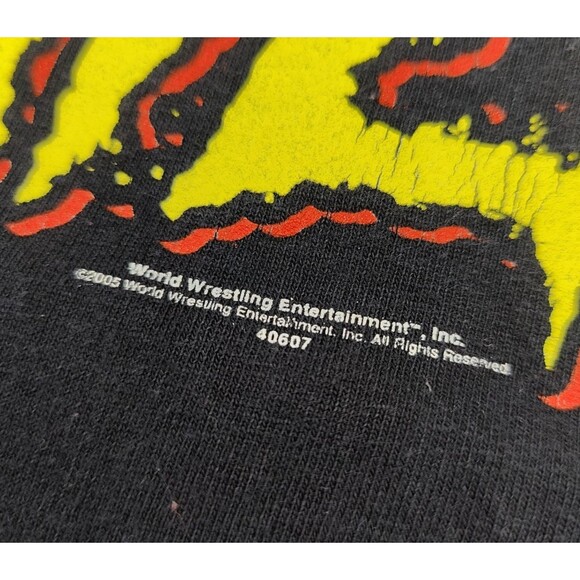 World Wrestling Entertainment™, Inc.
©2005 World Wrestling Entertainment, Inc. All Rights Reserved.
40607